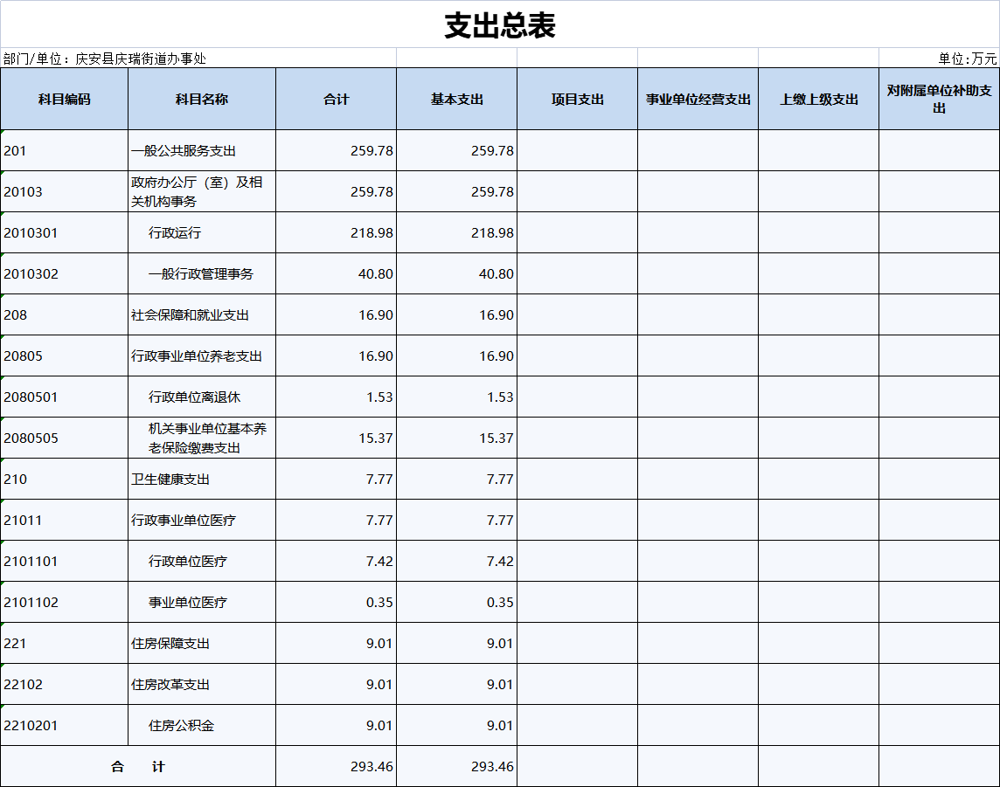 支出总表
部门/单位：庆安县庆瑞街道办事处 单位:万元
科目编码 科目名称 合计 基本支出 项目支出 事业单位经营支出 上缴上级支出 对附属单位补助支
出
201 一般公共服务支出 259.78 259.78
20103 政府办公厅（室）及相
关机构事务 259.78 259.78
2010301 行政运行 218.98 218.98
2010302 一般行政管理事务 40.80 40.80
208 社会保障和就业支出 16.90 16.90
20805 行政事业单位养老支出 16.90 16.90
2080501 行政单位离退休 1.53 1.53
2080505 机关事业单位基本养
老保险缴费支出 15.37 15.37
210 卫生健康支出 7.77 7.77
21011 行政事业单位医疗 7.77 7.77
2101101 行政单位医疗 7.42 7.42
2101102 事业单位医疗 0.35 0.35
221 住房保障支出 9.01 9.01
22102 住房改革支出 9.01 9.01
2210201 住房公积金 9.01 9.01
合 计 293.46 293.46